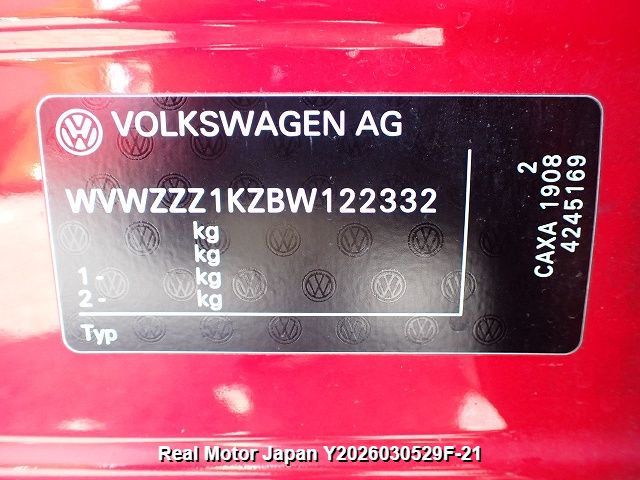 VOLKSWAGEN AG
WVWZZZ1KZBW122332
kg
kg
1- kg
2- kg
Typ
2
CAXA 1908
4245169
Real Motor Japan Y2026030529F-21